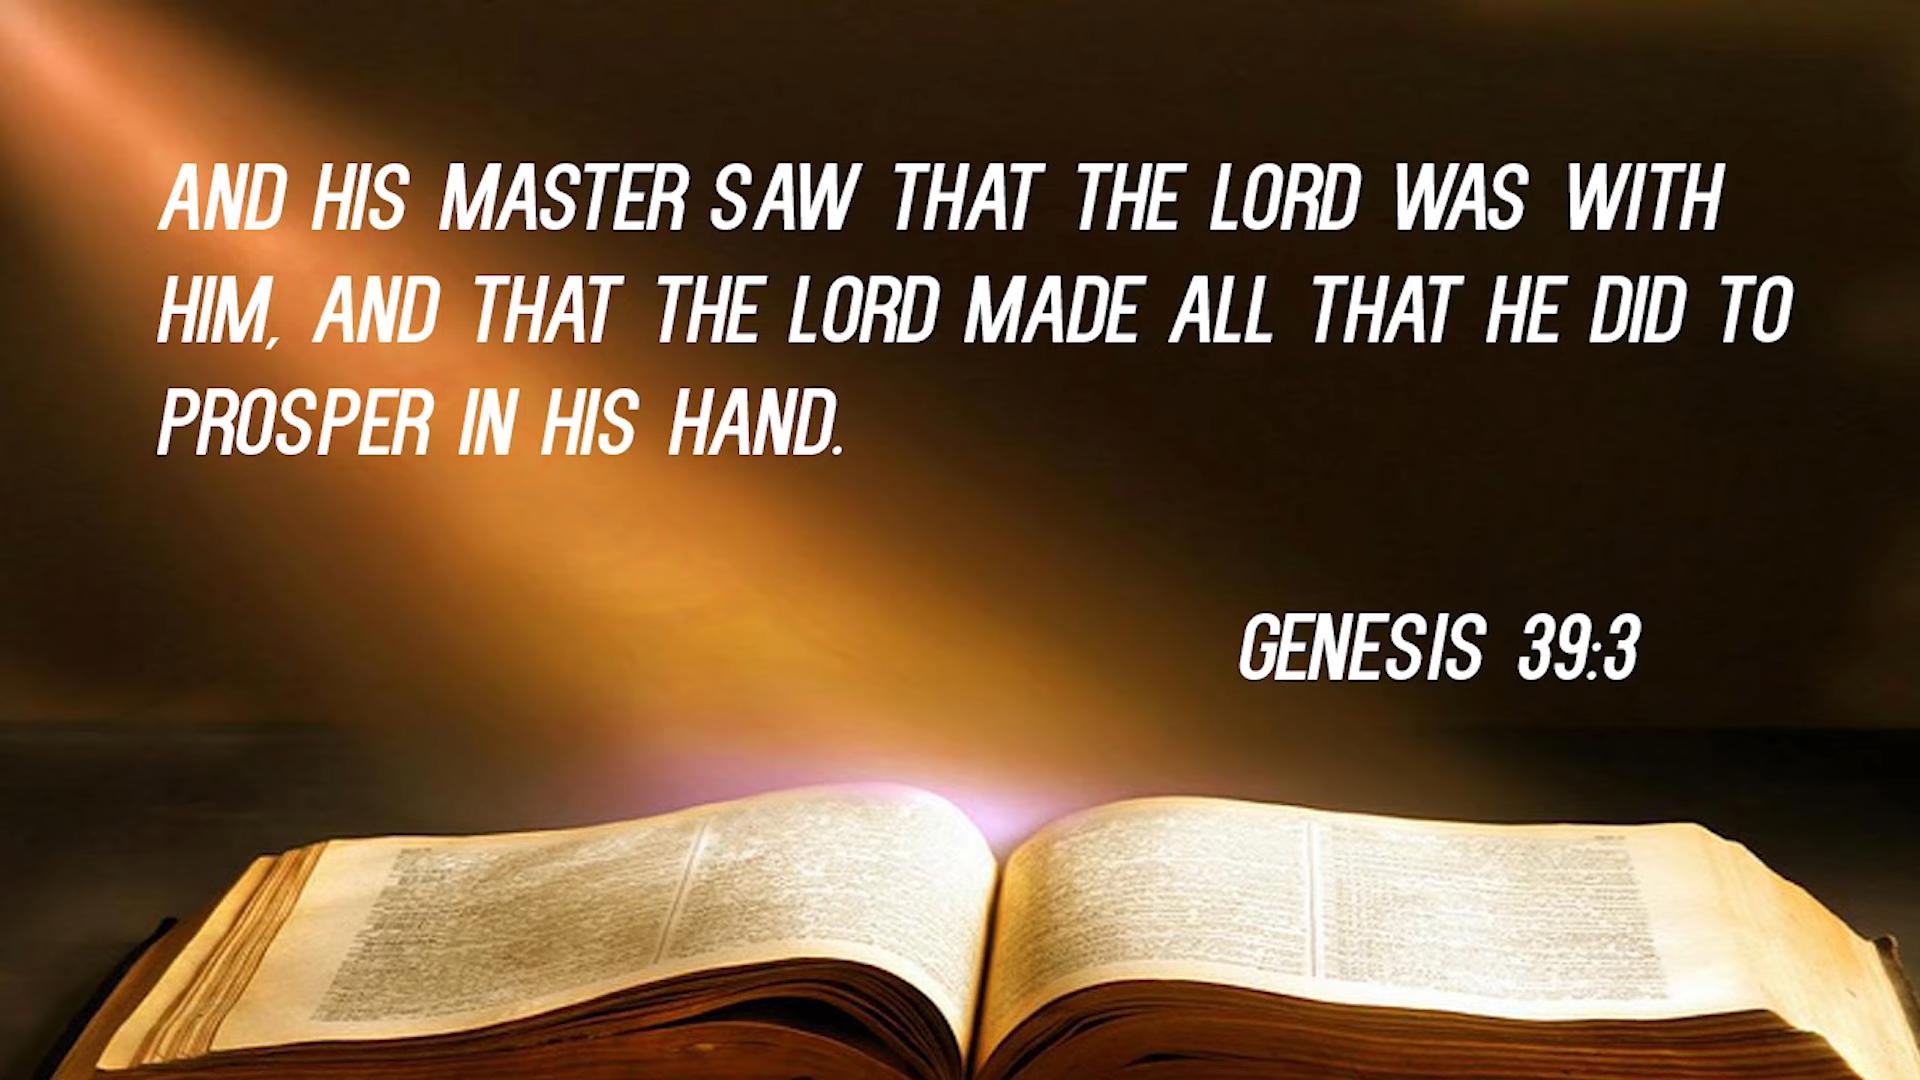 AND HIS MASTER SAW THAT THE LORD WAS WITH
HIM, AND THAT THE LORD MADE ALL THAT HE DID TO
PROSPER IN HIS HAND.
GENESIS 39:3